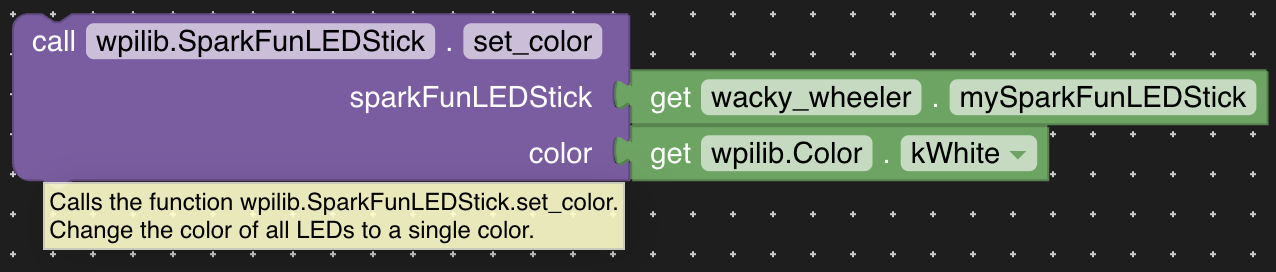 call wpilib.SparkFunLEDStick . set_color
sparkFunLEDStick get wacky_wheeler . mySparkFunLEDStick
color get wpilib.Color . kWhite
Calls the function wpilib.SparkFunLEDStick.set_color.
Change the color of all LEDs to a single color.